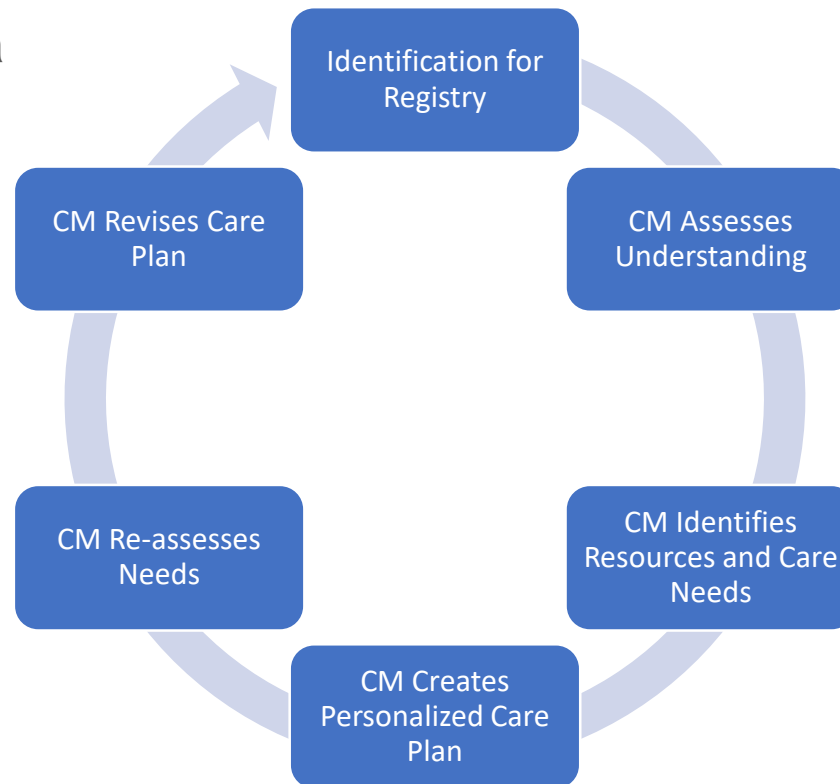 Identification for
Registry
CM Assesses
Understanding
CM Identifies
Resources and Care
Needs
CM Creates
Personalized Care
Plan
CM Re-assesses
Needs
CM Revises Care
Plan